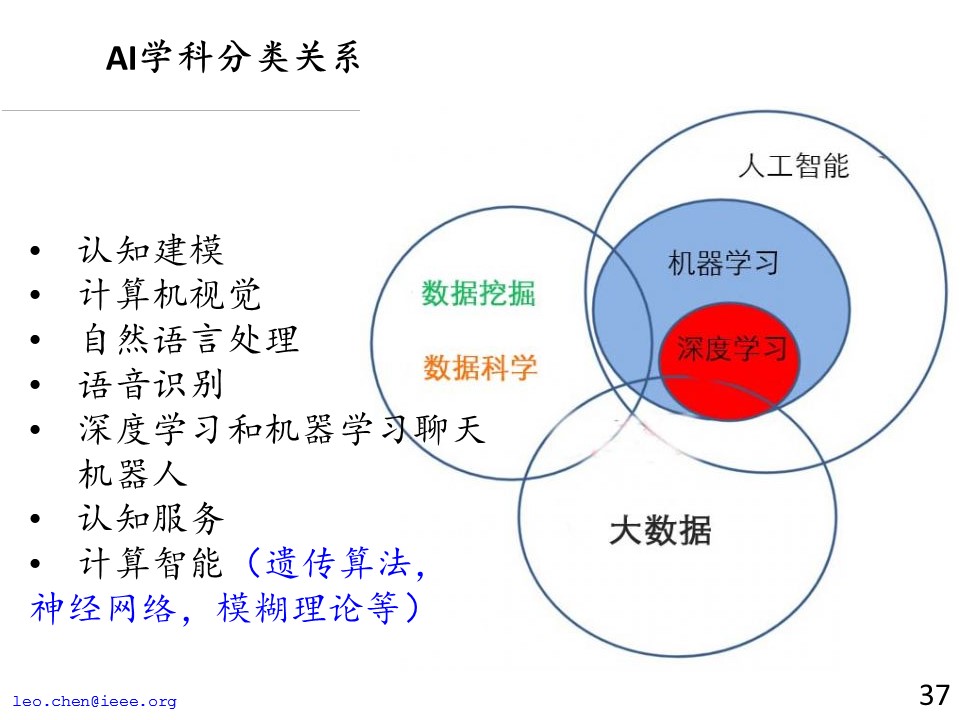 AI学科分类关系
• 认知建模
• 计算机视觉
• 自然语言处理
• 语音识别
• 深度学习和机器学习聊天
机器人
• 认知服务
• 计算智能（遗传算法，
神经网络，模糊理论等）
人工智能
机器学习
深度学习
数据挖掘
数据科学
大数据
leo.chen@ieee.org
37